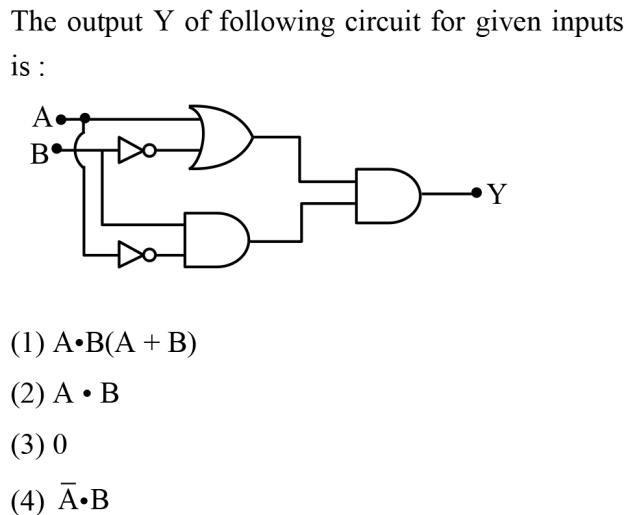 The output Y of following circuit for given inputs
is :
A
B
Y
(1) A•B(A + B)
(2) A • B
(3) 0
(4) A̅•B